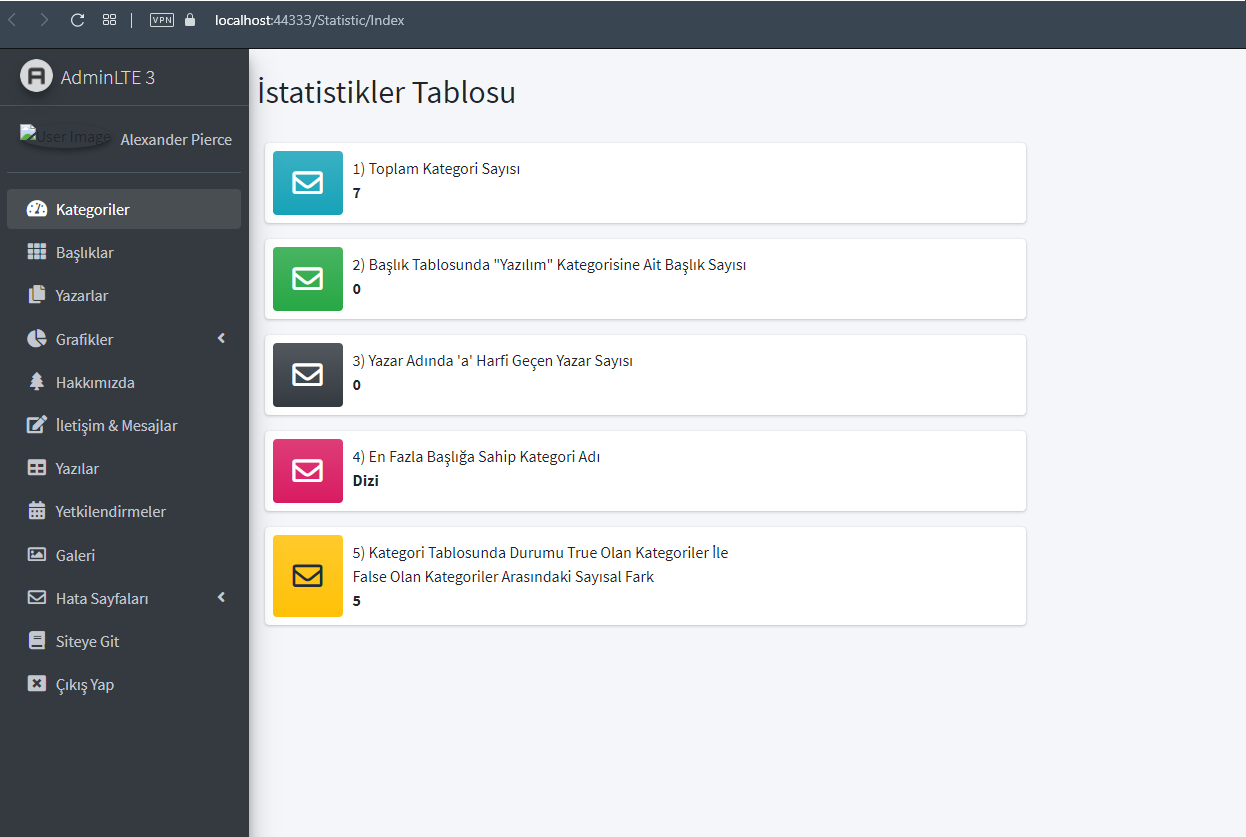 VPN
localhost:44333/Statistic/Index
AdminLTE 3
User Image
Alexander Pierce
Kategoriler
Başlıklar
Yazarlar
Grafikler
Hakkımızda
İletişim & Mesajlar
Yazılar
Yetkilendirmeler
Galeri
Hata Sayfaları
Siteye Git
Çıkış Yap
İstatistikler Tablosu
1) Toplam Kategori Sayısı
7
2) Başlık Tablosunda "Yazılım" Kategorisine Ait Başlık Sayısı
0
3) Yazar Adında 'a' Harfi Geçen Yazar Sayısı
0
4) En Fazla Başlığa Sahip Kategori Adı
Dizi
5) Kategori Tablosunda Durumu True Olan Kategoriler İle
False Olan Kategoriler Arasındaki Sayısal Fark
5